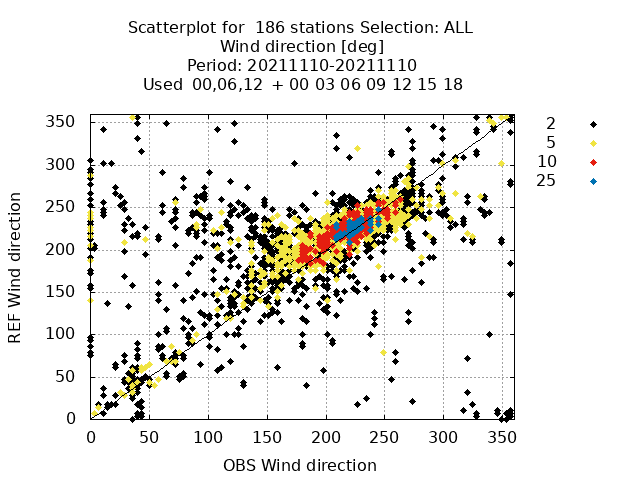 Scatterplot for  186 stations Selection: ALL
Wind direction [deg]
Period: 20211110-20211110
Used  00,06,12  + 00 03 06 09 12 15 18
2
5
10
25
350
300
250
200
150
100
50
0
REF Wind direction
0 50 100 150 200 250 300 350
OBS Wind direction